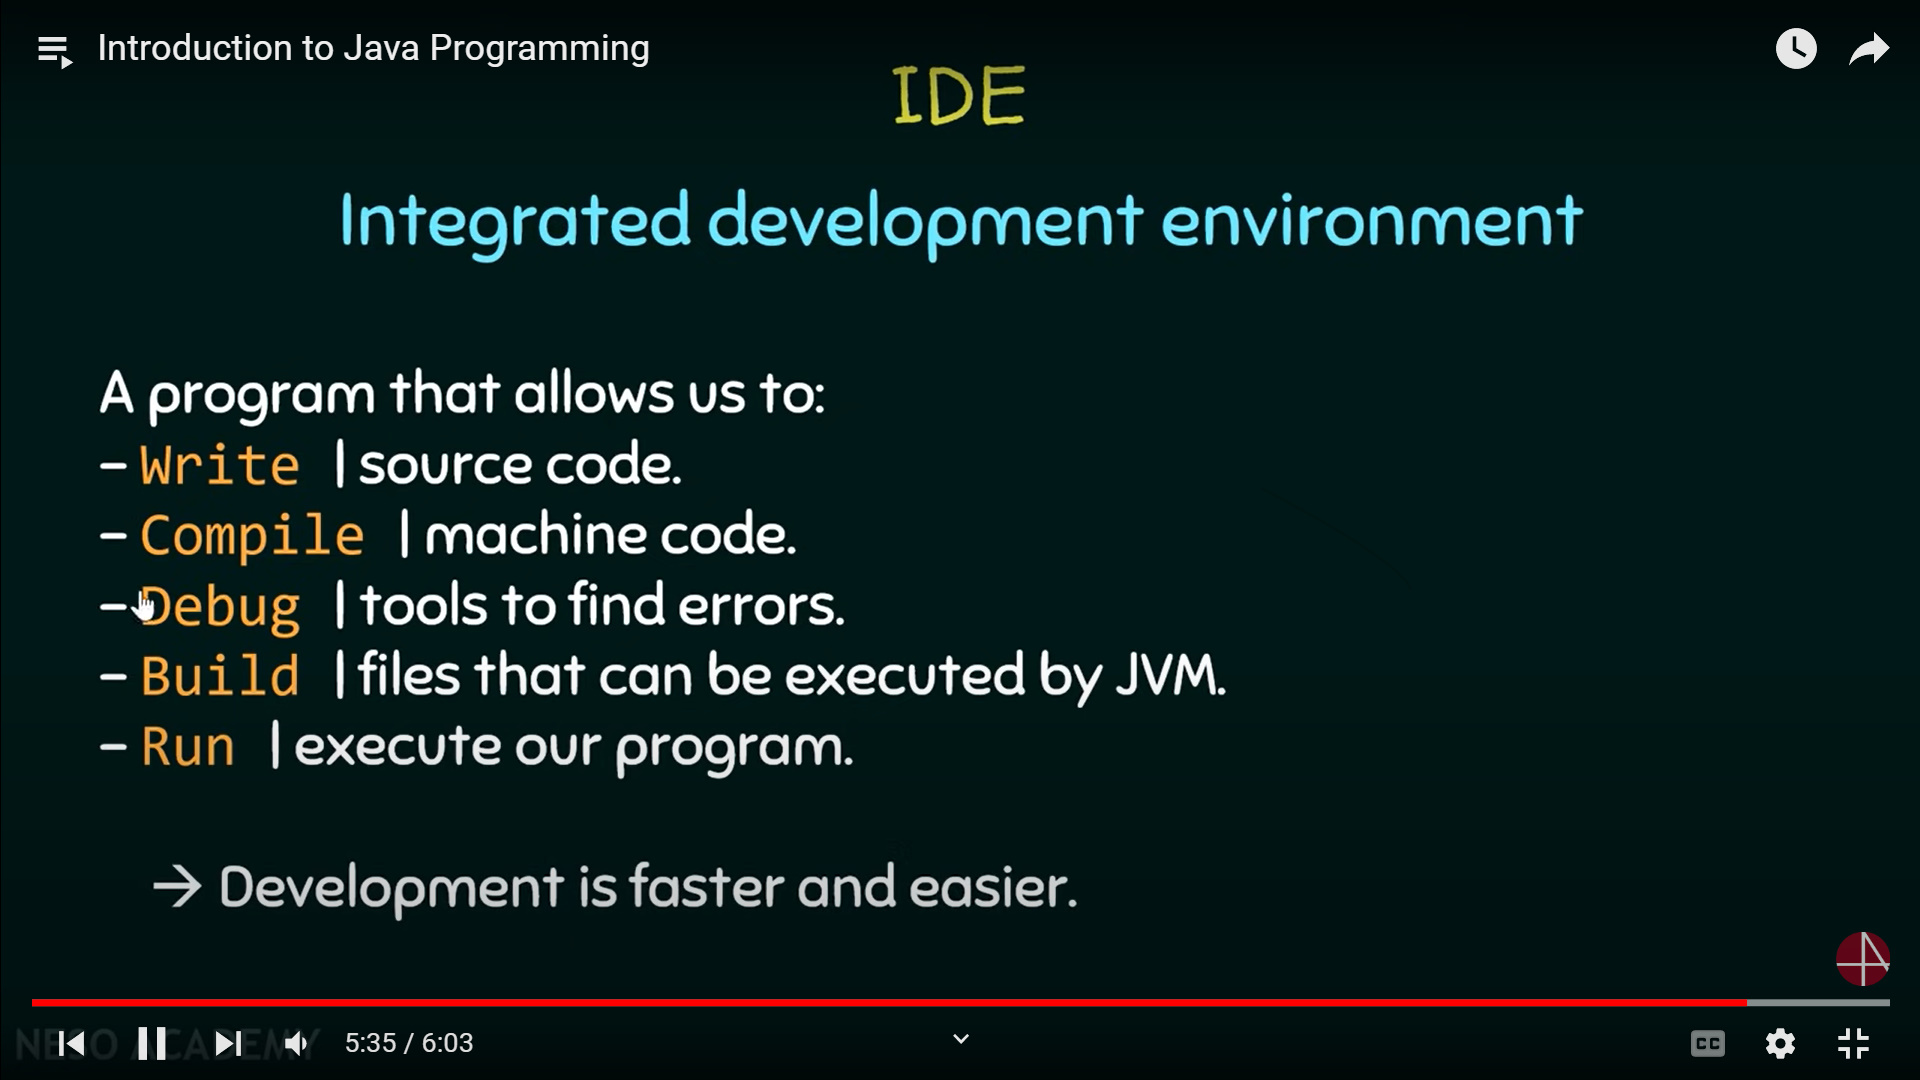 Introduction to Java Programming
IDE
Integrated development environment
A program that allows us to:
– Write | source code.
– Compile | machine code.
– Debug | tools to find errors.
– Build | files that can be executed by JVM.
– Run | execute our program.
→ Development is faster and easier.
NESO ACADEMY
5:35 / 6:03
CC